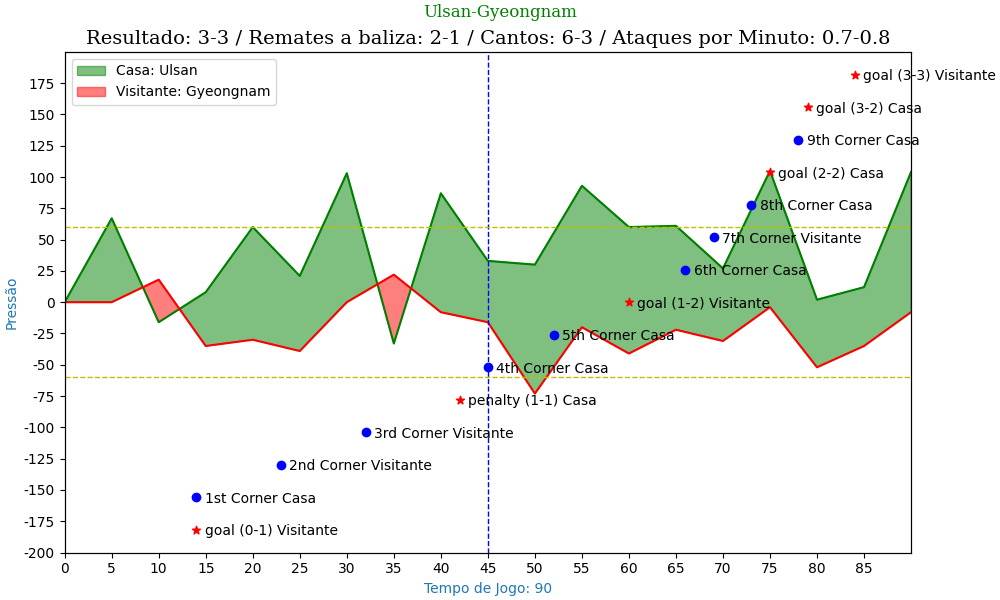 Ulsan-Gyeongnam
Resultado: 3-3 / Remates a baliza: 2-1 / Cantos: 6-3 / Ataques por Minuto: 0.7-0.8
Casa: Ulsan
Visitante: Gyeongnam
goal (3-3) Visitante
goal (3-2) Casa
9th Corner Casa
goal (2-2) Casa
8th Corner Casa
7th Corner Visitante
6th Corner Casa
goal (1-2) Visitante
5th Corner Casa
4th Corner Casa
penalty (1-1) Casa
3rd Corner Visitante
2nd Corner Visitante
1st Corner Casa
goal (0-1) Visitante
Pressão
175
150
125
100
75
50
25
0
-25
-50
-75
-100
-125
-150
-175
-200
0 5 10 15 20 25 30 35 40 45 50 55 60 65 70 75 80 85
Tempo de Jogo: 90